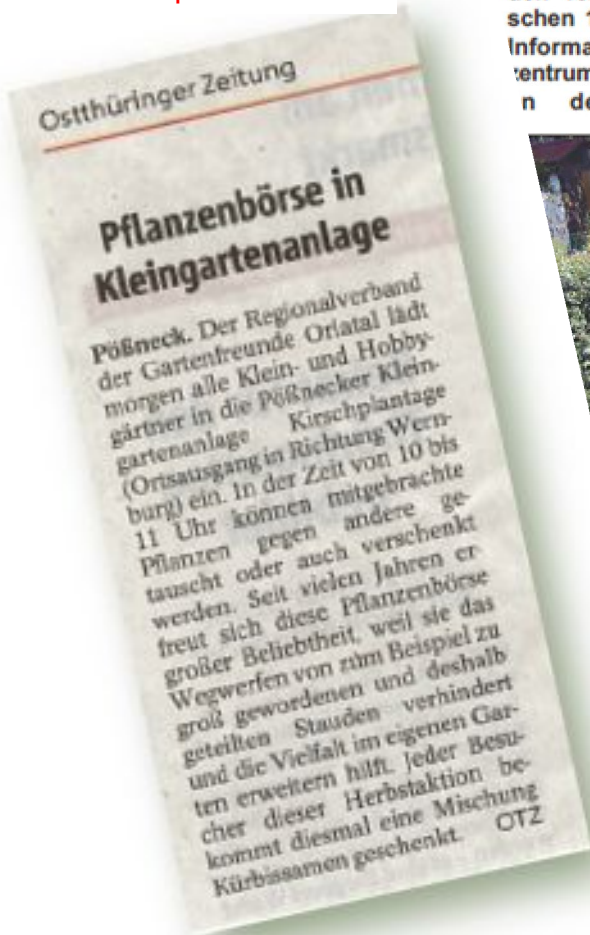 Ostthüringer Zeitung
Pflanzenbörse in
Kleingartenanlage
Pößneck. Der Regionalverband
der Gartenfreunde Orlatal lädt
morgen alle Klein- und Hobby-
gärtner in die Pößnecker Klein-
gartenanlage Kirschplantage
(Ortsausgang in Richtung Wern-
burg) ein. In der Zeit von 10 bis
11 Uhr können mitgebrachte
Pflanzen gegen andere ge-
tauscht oder auch verschenkt
werden. Seit vielen Jahren er-
freut sich diese Pflanzenbörse
großer Beliebtheit, weil sie das
Wegwerfen von zum Beispiel zu
groß gewordenen und deshalb
geteilten Stauden verhindert
und die Vielfalt im eigenen Gar-
ten erweitern hilft. Jeder Besu-
cher dieser Herbstaktion be-
kommt diesmal eine Mischung
Kürbissamen geschenkt. OTZ
schen
Informa
zentrum
n de